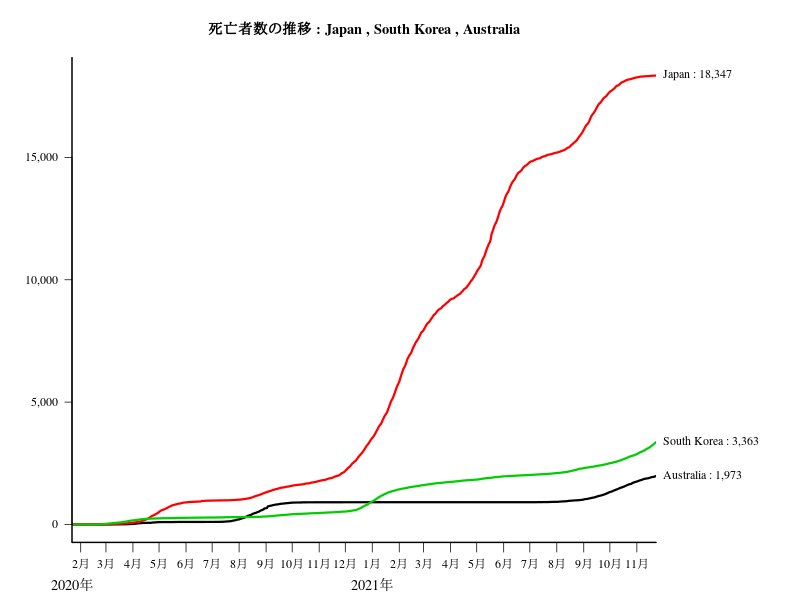 死亡者数の推移 : Japan , South Korea , Australia
Japan : 18,347
15,000
10,000
5,000
South Korea : 3,363
Australia : 1,973
0
2月 3月 4月 5月 6月 7月 8月 9月 10月 11月 12月 1月 2月 3月 4月 5月 6月 7月 8月 9月 10月 11月
2020年 2021年